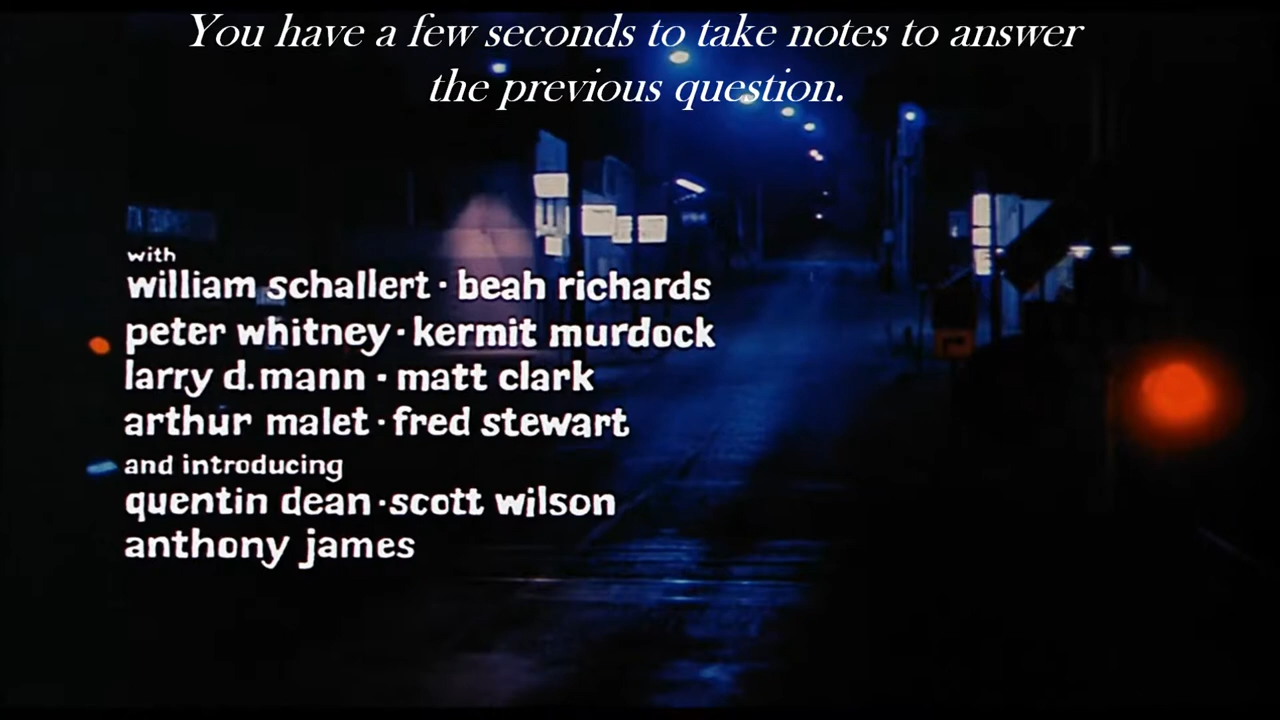 You have a few seconds to take notes to answer
the previous question.
with
william schallert · beah richards
peter whitney · kermit murdock
larry d. mann · matt clark
arthur malet · fred stewart
and introducing
quentin dean · scott wilson
anthony james